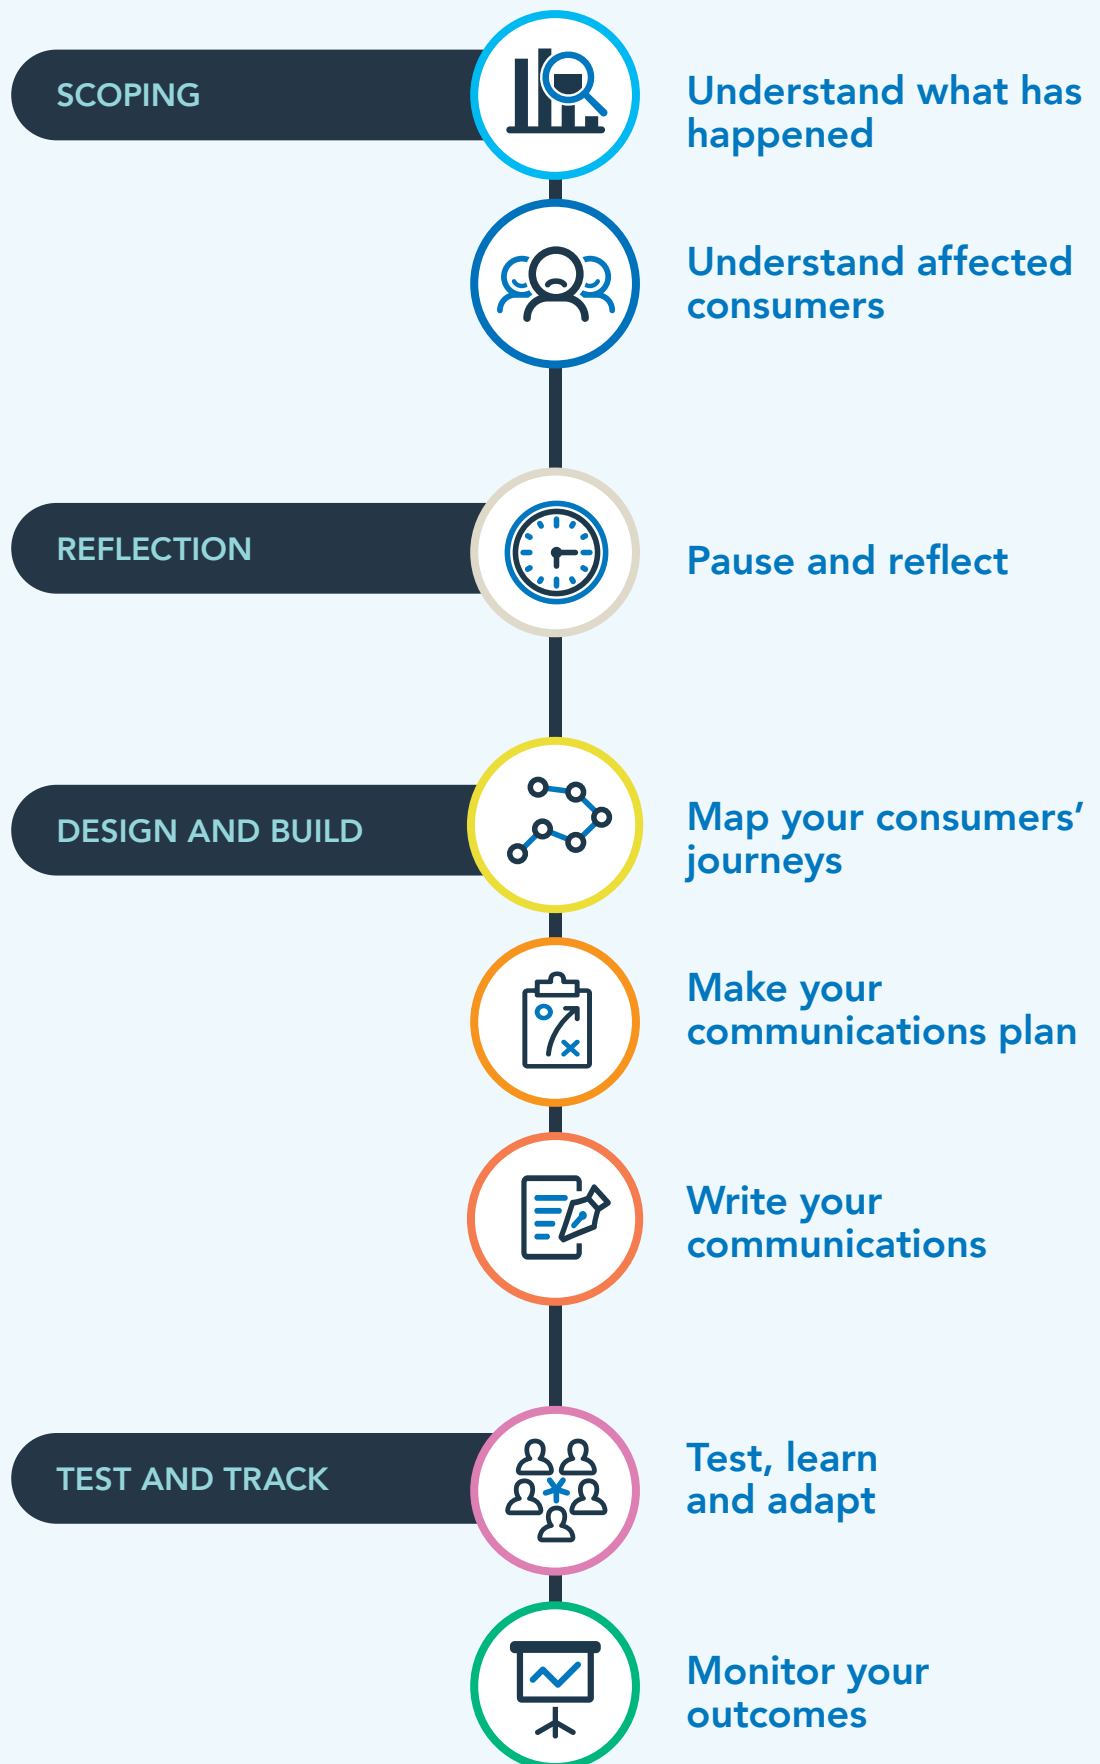 SCOPING
Understand what has
happened
Understand affected
consumers
REFLECTION
Pause and reflect
DESIGN AND BUILD
Map your consumers’
journeys
Make your
communications plan
Write your
communications
TEST AND TRACK
Test, learn
and adapt
Monitor your
outcomes